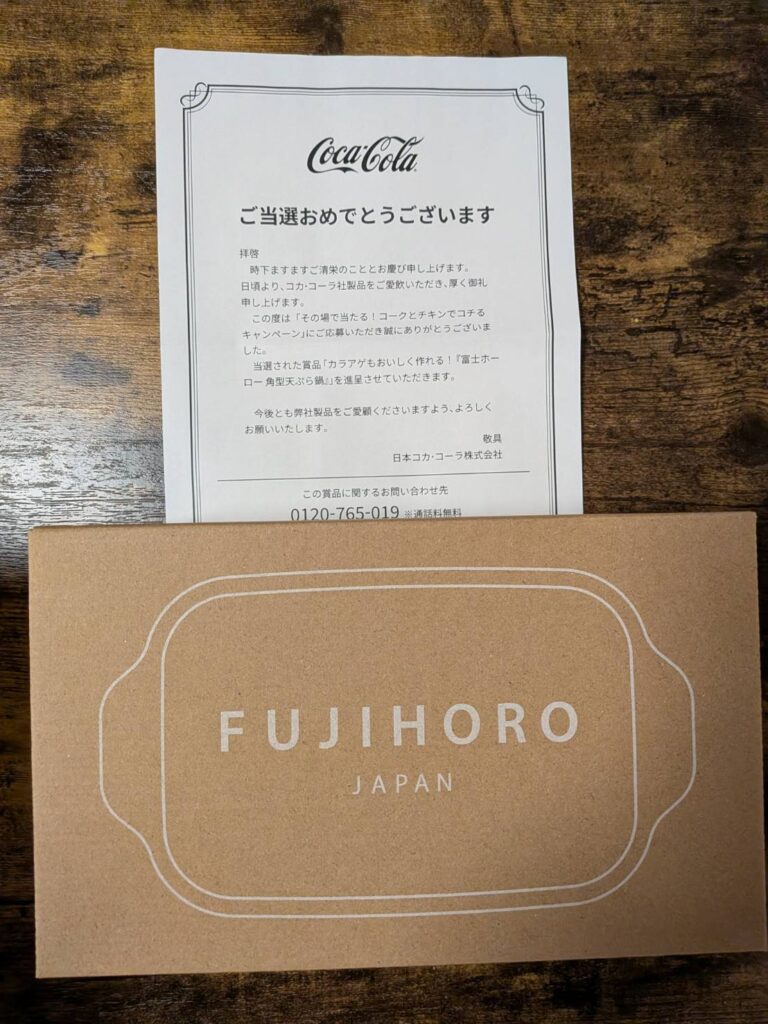 Coca-Cola
ご当選おめでとうございます
拝啓
時下ますますご清栄のこととお慶び申し上げます。
日頃より、コカ·コーラ社製品をご愛飲いただき、厚く御礼
申し上げます。
この度は「その場で当たる!コークとチキンでコチる
キャンペーン」にご応募いただき誠にありがとうございま
した。
当選された賞品「カラアゲもおいしく作れる!『富士ホー
ロー 角型天ぷら鍋』」を進呈させていただきます。
今後とも弊社製品をご愛顧くださいますよう、よろしく
お願いいたします。
敬具
日本コカ·コーラ株式会社
この賞品に関するお問い合わせ先
0120-765-019 ※通話料無料
FUJIHORO
JAPAN